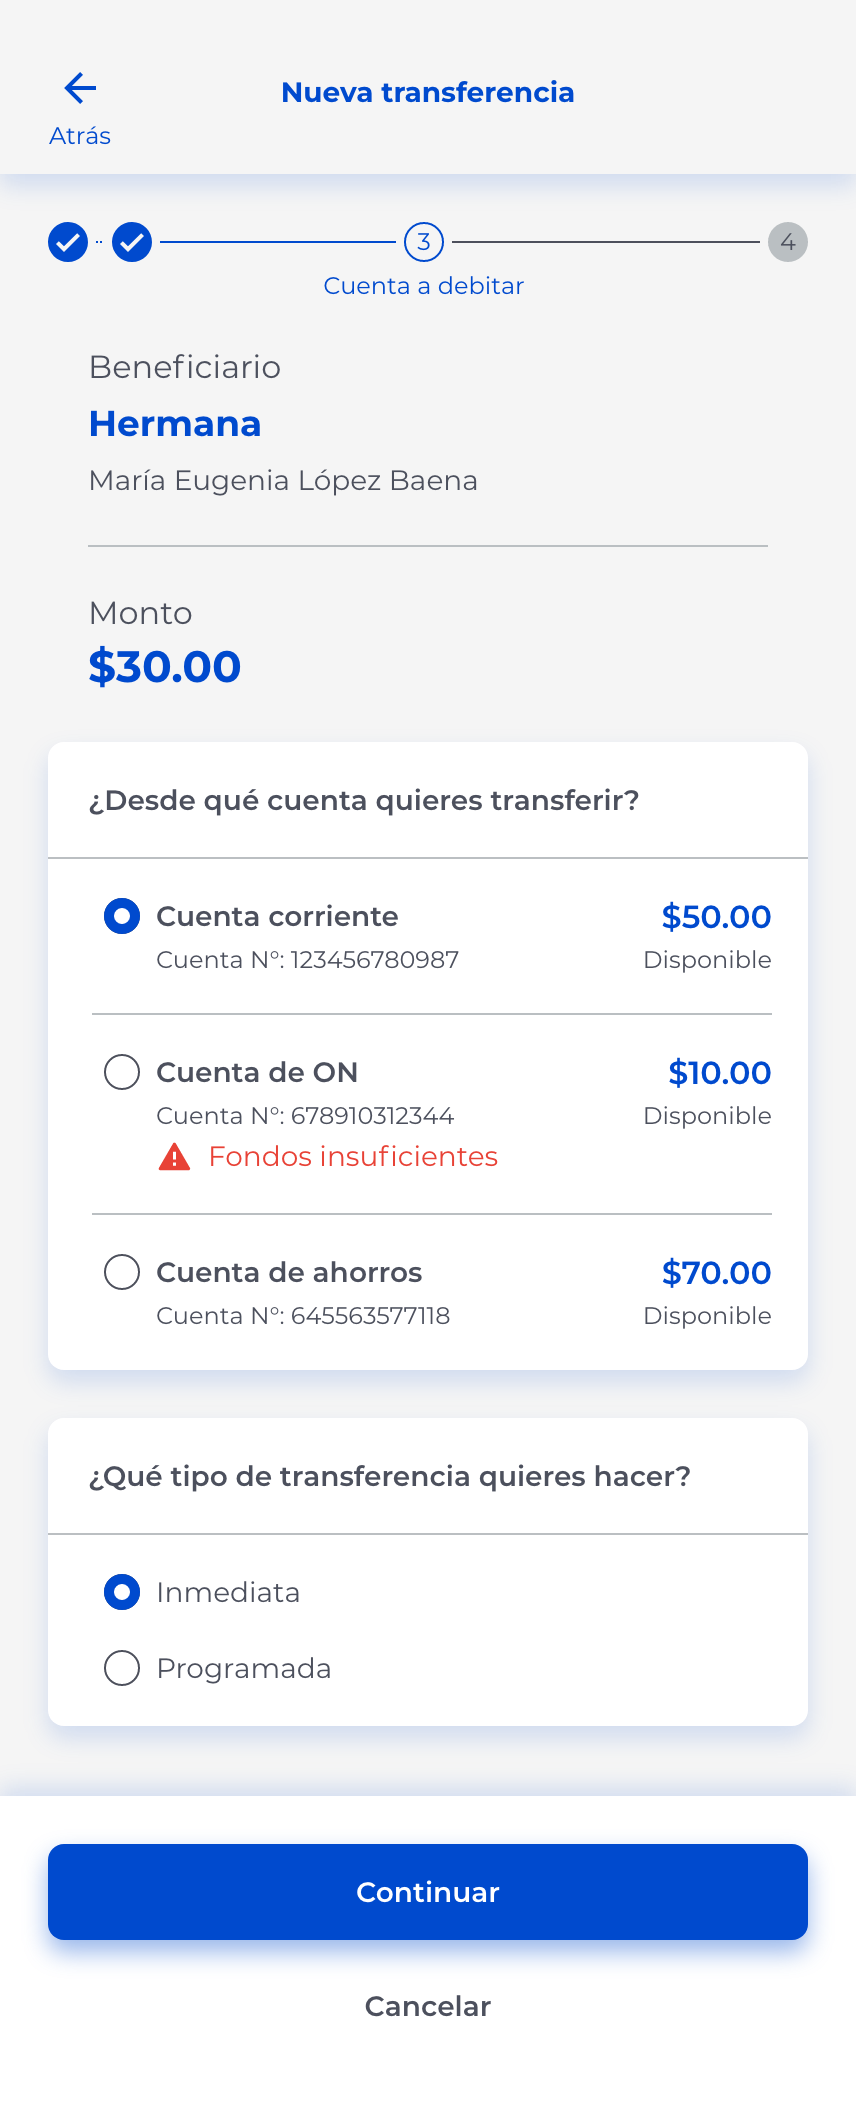 Nueva transferencia
Atrás
3
4
Cuenta a debitar
Beneficiario
Hermana
María Eugenia López Baena
Monto
$30.00
¿Desde qué cuenta quieres transferir?
Cuenta corriente $50.00
Cuenta N°: 123456780987 Disponible
Cuenta de ON $10.00
Cuenta N°: 678910312344 Disponible
Fondos insuficientes
Cuenta de ahorros $70.00
Cuenta N°: 645563577118 Disponible
¿Qué tipo de transferencia quieres hacer?
Inmediata
Programada
Continuar
Cancelar